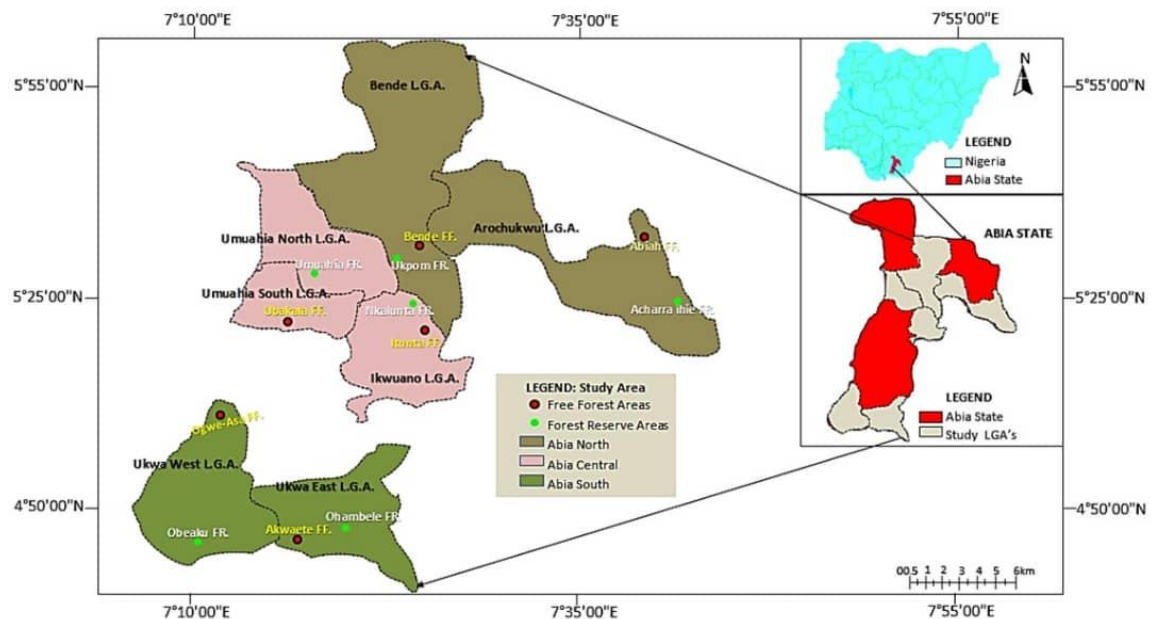 7°10'00"E 7°35'00"E 7°55'00"E
5°55'00"N
5°55'00"N
Bende L.G.A.
N
LEGEND
Nigeria
Abia State
Arochukwu L.G.A.
ABIA STATE
Umuahia North L.G.A.
Bende FF.
Abiah FF.
Umuahia FR.
Ukpom FR.
5°25'00"N
5°25'00"N
Umuahia South L.G.A.
Nkalunta FR.
Acharra ihie FR.
Ubakala FF.
Isunta FF.
Ikwuano L.G.A.
LEGEND: Study Area
Free Forest Areas
Forest Reserve Areas
Abia North
Abia Central
Abia South
LEGEND
Abia State
Study LGA's
Ogwe-Asa FF.
Ukwa West L.G.A.
Ukwa East L.G.A.
4°50'00"N
4°50'00"N
Ohambele FR.
Obeaku FR.
Akwaete FF.
00.5 1 2 3 4 5 6km
7°10'00"E 7°35'00"E 7°55'00"E